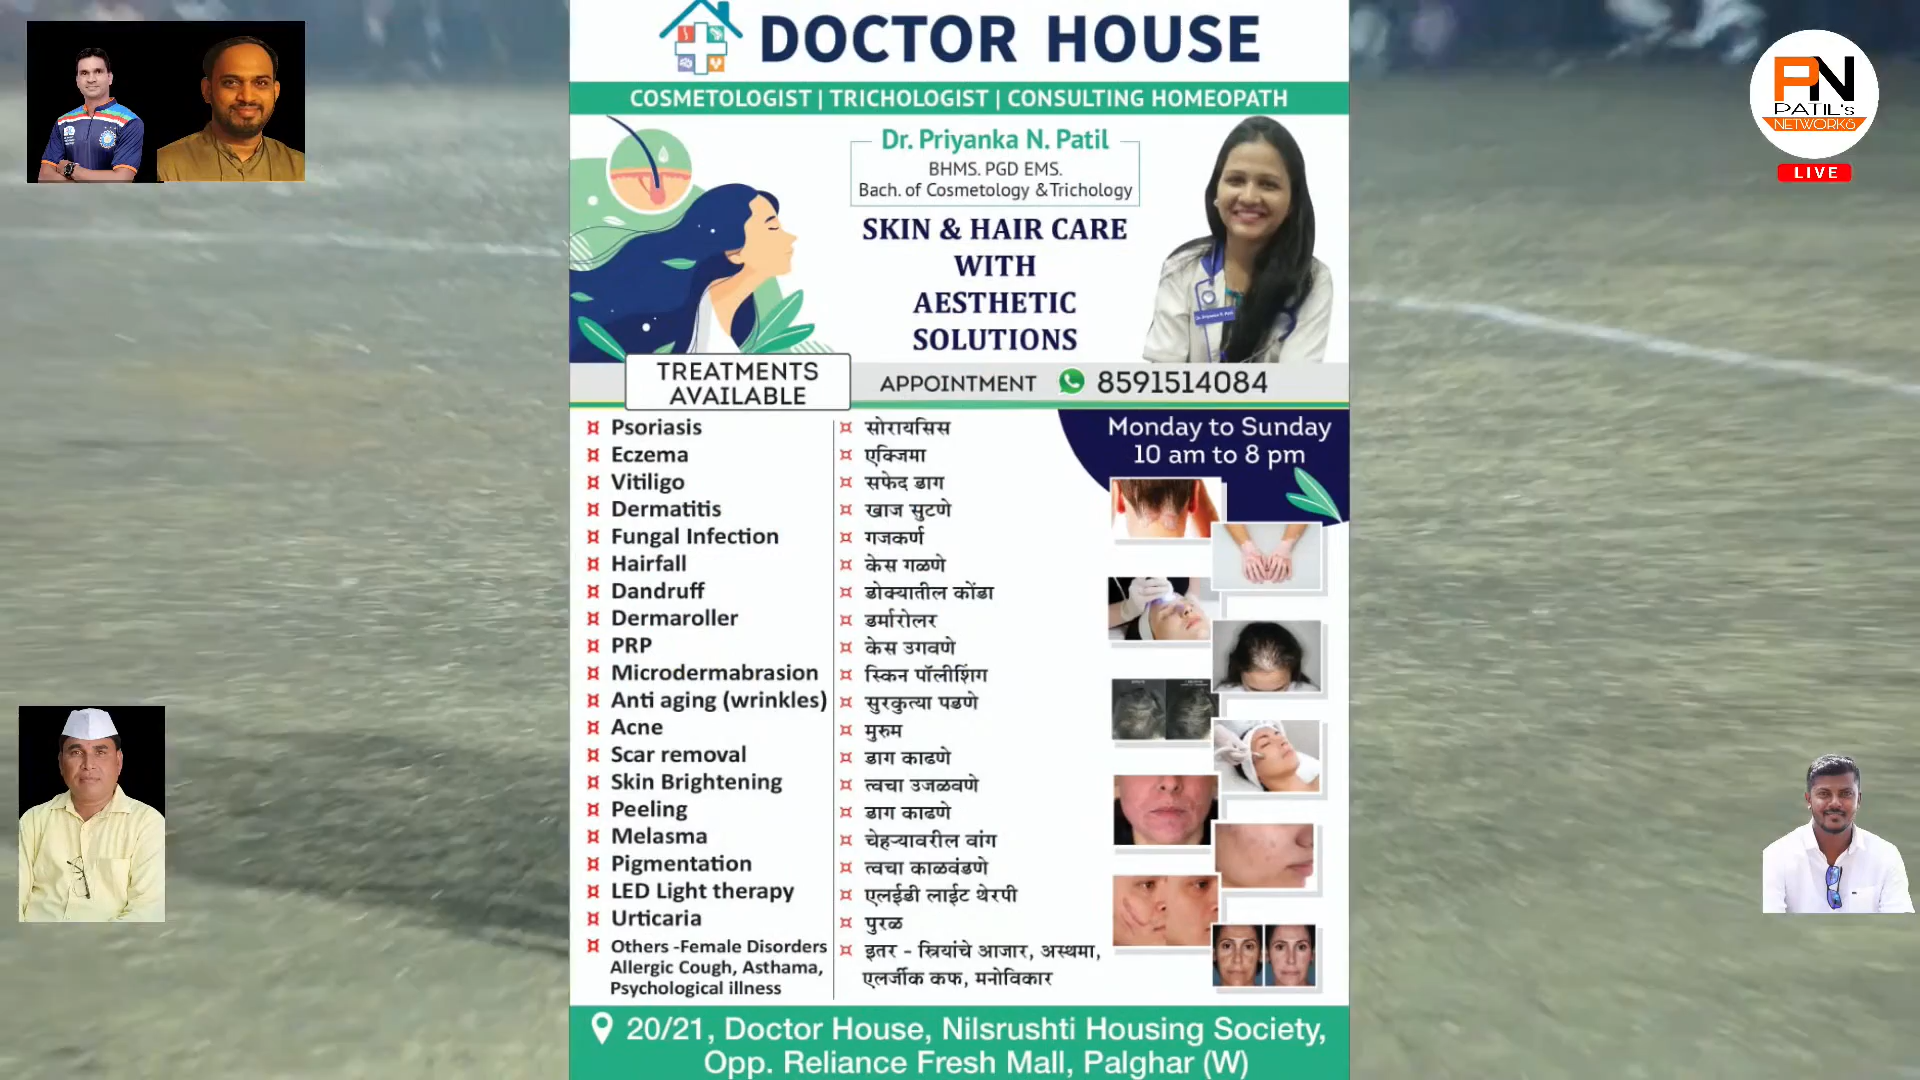 DOCTOR HOUSE
COSMETOLOGIST | TRICHOLOGIST | CONSULTING HOMEOPATH
Dr. Priyanka N. Patil
BHMS. PGD EMS.
Bach. of Cosmetology & Trichology
SKIN & HAIR CARE
WITH
AESTHETIC
SOLUTIONS
Dr. Priyanka N. Patil
TREATMENTS
AVAILABLE
APPOINTMENT 8591514084
Monday to Sunday
10 am to 8 pm
Psoriasis
Eczema
Vitiligo
Dermatitis
Fungal Infection
Hairfall
Dandruff
Dermaroller
PRP
Microdermabrasion
Anti aging (wrinkles)
Acne
Scar removal
Skin Brightening
Peeling
Melasma
Pigmentation
LED Light therapy
Urticaria
Others -Female Disorders
Allergic Cough, Asthama,
Psychological illness
सोरायसिस
एक्जिमा
सफेद डाग
खाज सुटणे
गजकर्ण
केस गळणे
डोक्यातील कोंडा
डर्मारोलर
केस उगवणे
स्किन पॉलीशिंग
सुरकुत्या पडणे
मुरुम
डाग काढणे
त्वचा उजळवणे
डाग काढणे
चेहऱ्यावरील वांग
त्वचा काळवंडणे
एलईडी लाईट थेरपी
पुरळ
इतर - स्त्रियांचे आजार, अस्थमा,
एलर्जीक कफ, मनोविकार
20/21, Doctor House, Nilsrushti Housing Society,
Opp. Reliance Fresh Mall, Palghar (W)
PN
PATIL's
NETWORKS
LIVE